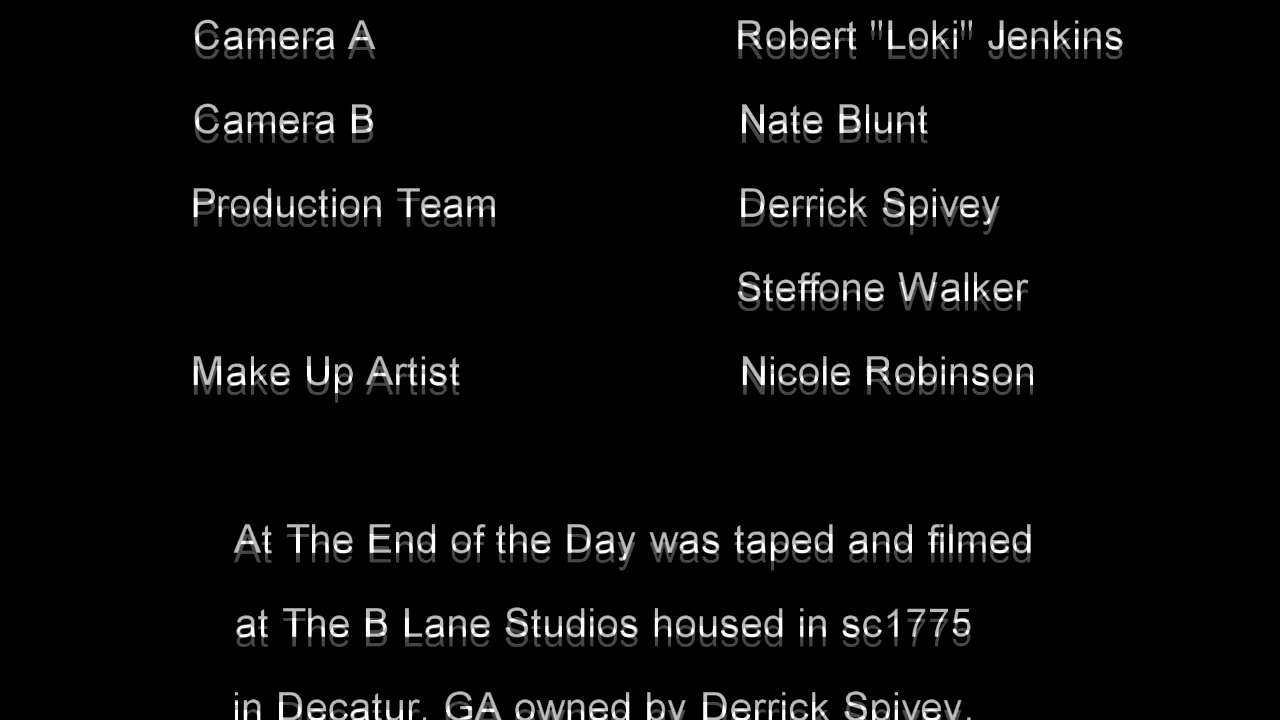 Camera A Robert "Loki" Jenkins
Camera B Nate Blunt
Production Team Derrick Spivey
Steffone Walker
Make Up Artist Nicole Robinson
At The End of the Day was taped and filmed
at The B Lane Studios housed in sc1775
in Decatur, GA owned by Derrick Spivey.